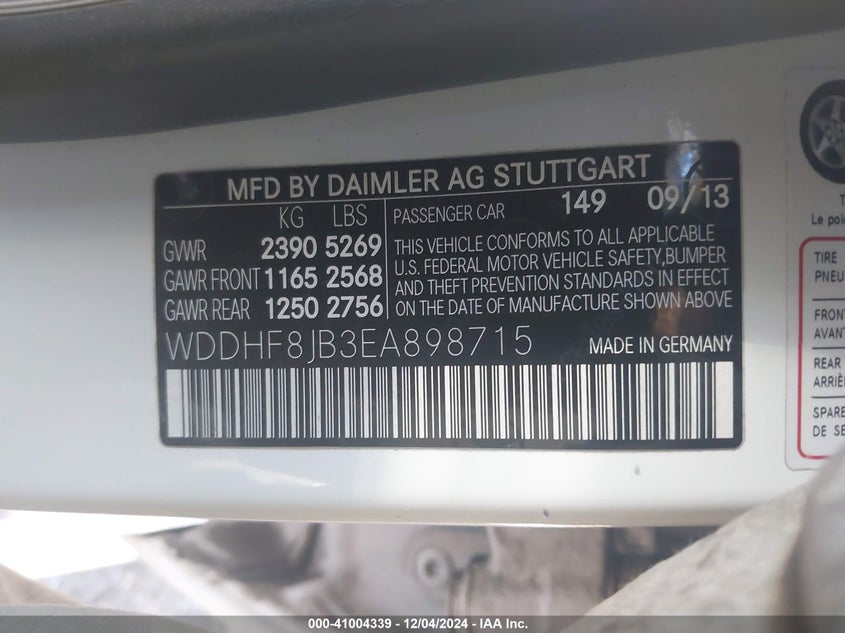 MFD BY DAIMLER AG STUTTGART
KG LBS
GVWR 2390 5269
GAWR FRONT 1165 2568
GAWR REAR 1250 2756
PASSENGER CAR 149 09/13
THIS VEHICLE CONFORMS TO ALL APPLICABLE
U.S. FEDERAL MOTOR VEHICLE SAFETY,BUMPER
AND THEFT PREVENTION STANDARDS IN EFFECT
ON THE DATE OF MANUFACTURE SHOWN ABOVE
WDDHF8JB3EA898715
MADE IN GERMANY
T
Le poi
TIRE
PNEU
FRON
AVANT
REAR
ARRIÈ
SPARE
DE SE
000-41004339 - 12/04/2024 - IAA Inc.